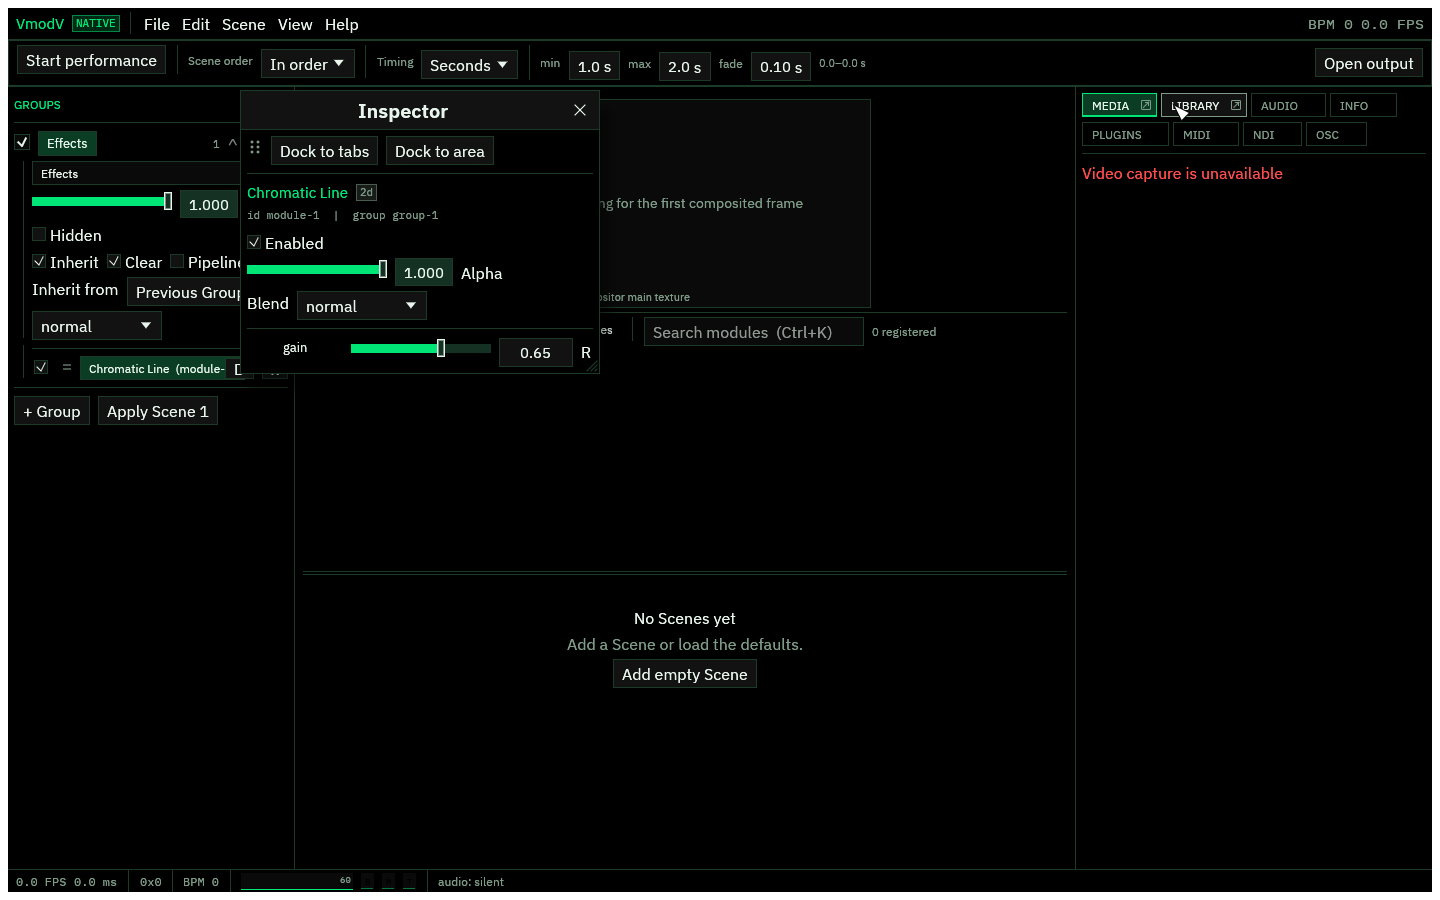 VmodV NATIVE File Edit Scene View Help BPM 0 0.0 FPS
Start performance Scene order In order Timing Seconds min 1.0 s max 2.0 s fade 0.10 s 0.0–0.0 s Open output
GROUPS
Effects 1 ^
Effects
1.000
Hidden
Inherit Clear Pipeline
Inherit from Previous Group
normal
= Chromatic Line (module-
+ Group Apply Scene 1
Inspector
Dock to tabs Dock to area
Chromatic Line 2d
id module-1 | group group-1
Enabled
1.000 Alpha
Blend normal
gain 0.65 R
for the first composited frame
main texture
Search modules (Ctrl+K) 0 registered
No Scenes yet
Add a Scene or load the defaults.
Add empty Scene
MEDIA LIBRARY AUDIO INFO
PLUGINS MIDI NDI OSC
Video capture is unavailable
0.0 FPS 0.0 ms 0x0 BPM 0 60 audio: silent